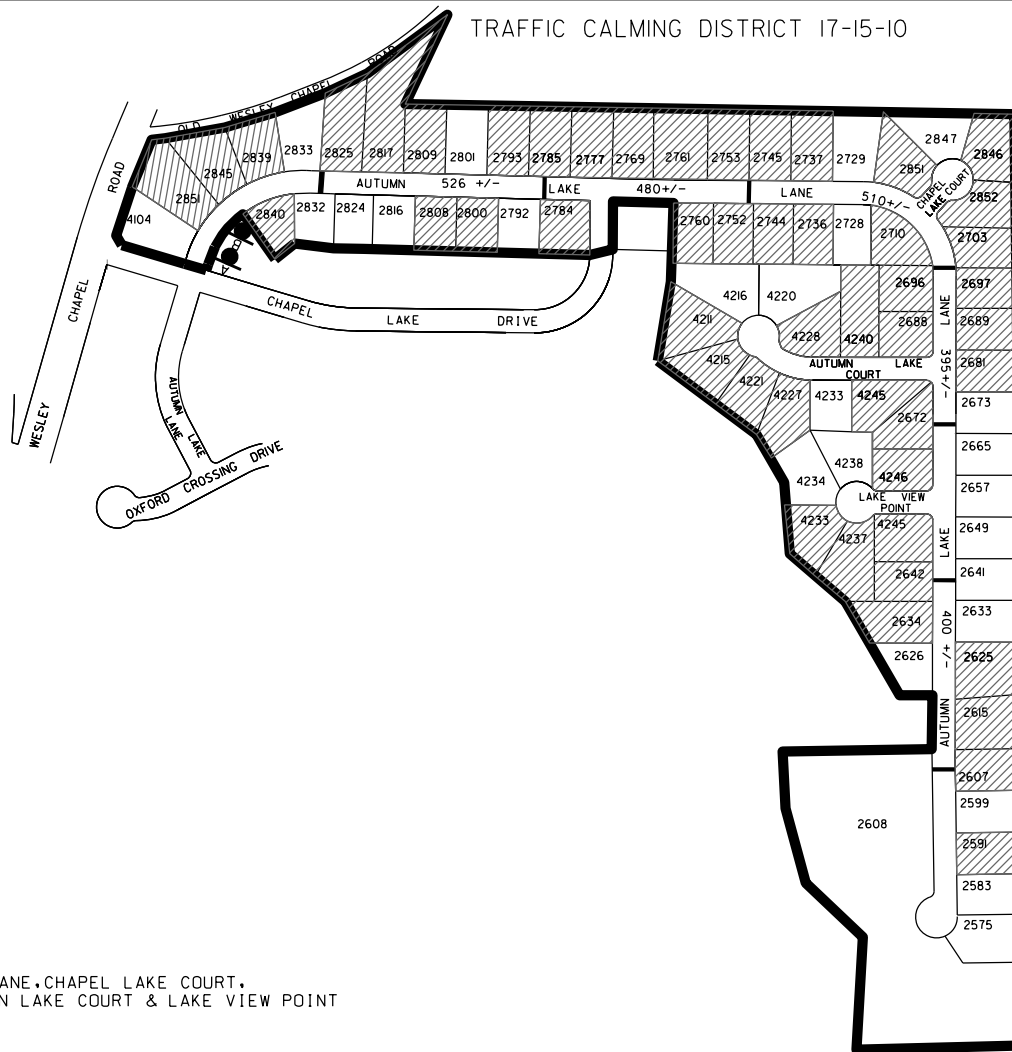 TRAFFIC CALMING DISTRICT 17-15-10
OLD WESLEY CHAPEL ROAD
2847
2833 2825 2817 2809 2801 2793 2785 2777 2769 2761 2753 2745 2737 2729
2839
2845
2851
2851
2846
2852
4104
WESLEY CHAPEL ROAD
AUTUMN 526 +/- LAKE 480+/- LANE 510+/-
CHAPEL
LAKE COURT
2840 2832 2824 2816 2808 2800 2792 2784
2760 2752 2744 2736 2728 2710
2703
A
CHAPEL LAKE DRIVE
4216 4220
2696
2697
4211
4228
4240
2688
2689
4215
4221
4227
AUTUMN LAKE
COURT
2681
4233 4245
2672
2673
AUTUMN LAKE
LANE
OXFORD CROSSING DRIVE
4238
4234
4246
2665
2657
LAKE VIEW
POINT
4233
4237
4245
2649
2642
2641
2634
2633
2626
2625
2615
2607
2608
2599
2591
2583
2575
LANE
395+/-
LAKE
400 +/-
AUTUMN
ANE, CHAPEL LAKE COURT,
N LAKE COURT & LAKE VIEW POINT